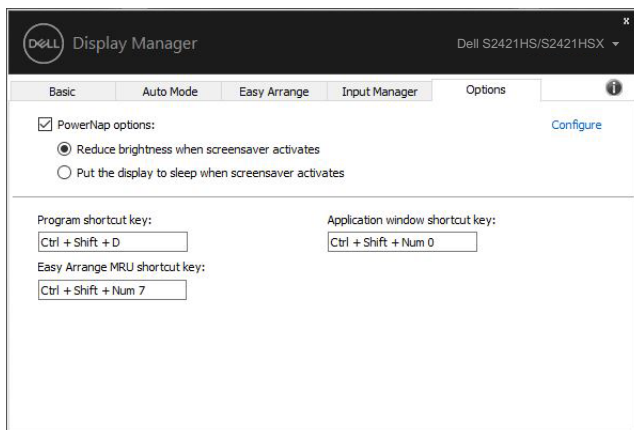 x
DELL Display Manager Dell S2421HS/S2421HSX
Basic Auto Mode Easy Arrange Input Manager Options
PowerNap options: Configure
Reduce brightness when screensaver activates
Put the display to sleep when screensaver activates
Program shortcut key: Application window shortcut key:
Ctrl + Shift + D Ctrl + Shift + Num 0
Easy Arrange MRU shortcut key:
Ctrl + Shift + Num 7